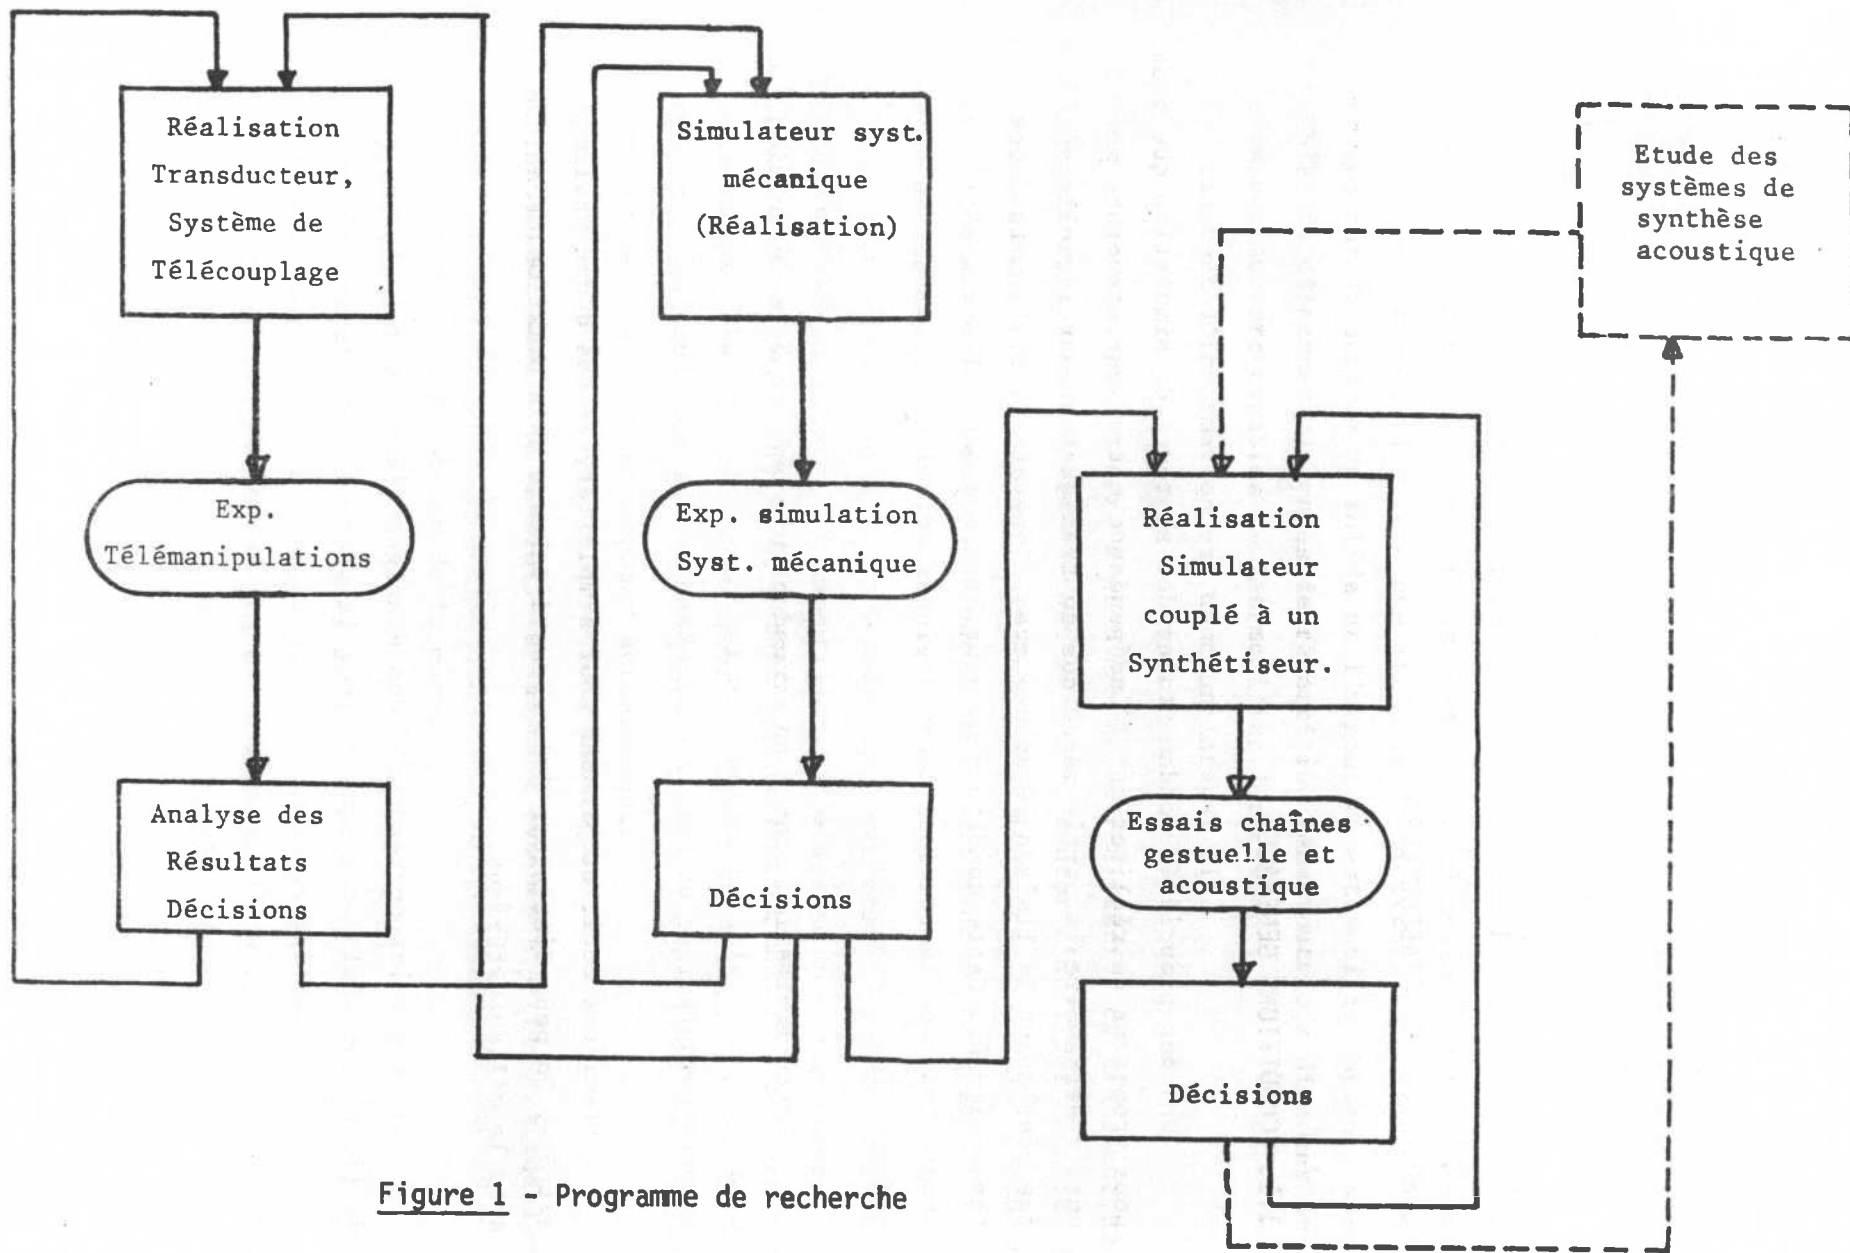 Réalisation
Transducteur,
Système de
Télécouplage
Exp.
Télémanipulations
Analyse des
Résultats
Décisions
Simulateur syst.
mécanique
(Réalisation)
Exp. simulation
Syst. mécanique
Décisions
Etude des
systèmes de
synthèse
acoustique
Réalisation
Simulateur
couplé à un
Synthétiseur.
Essais chaînes
gestuelle et
acoustique
Décisions
Figure 1 - Programme de recherche